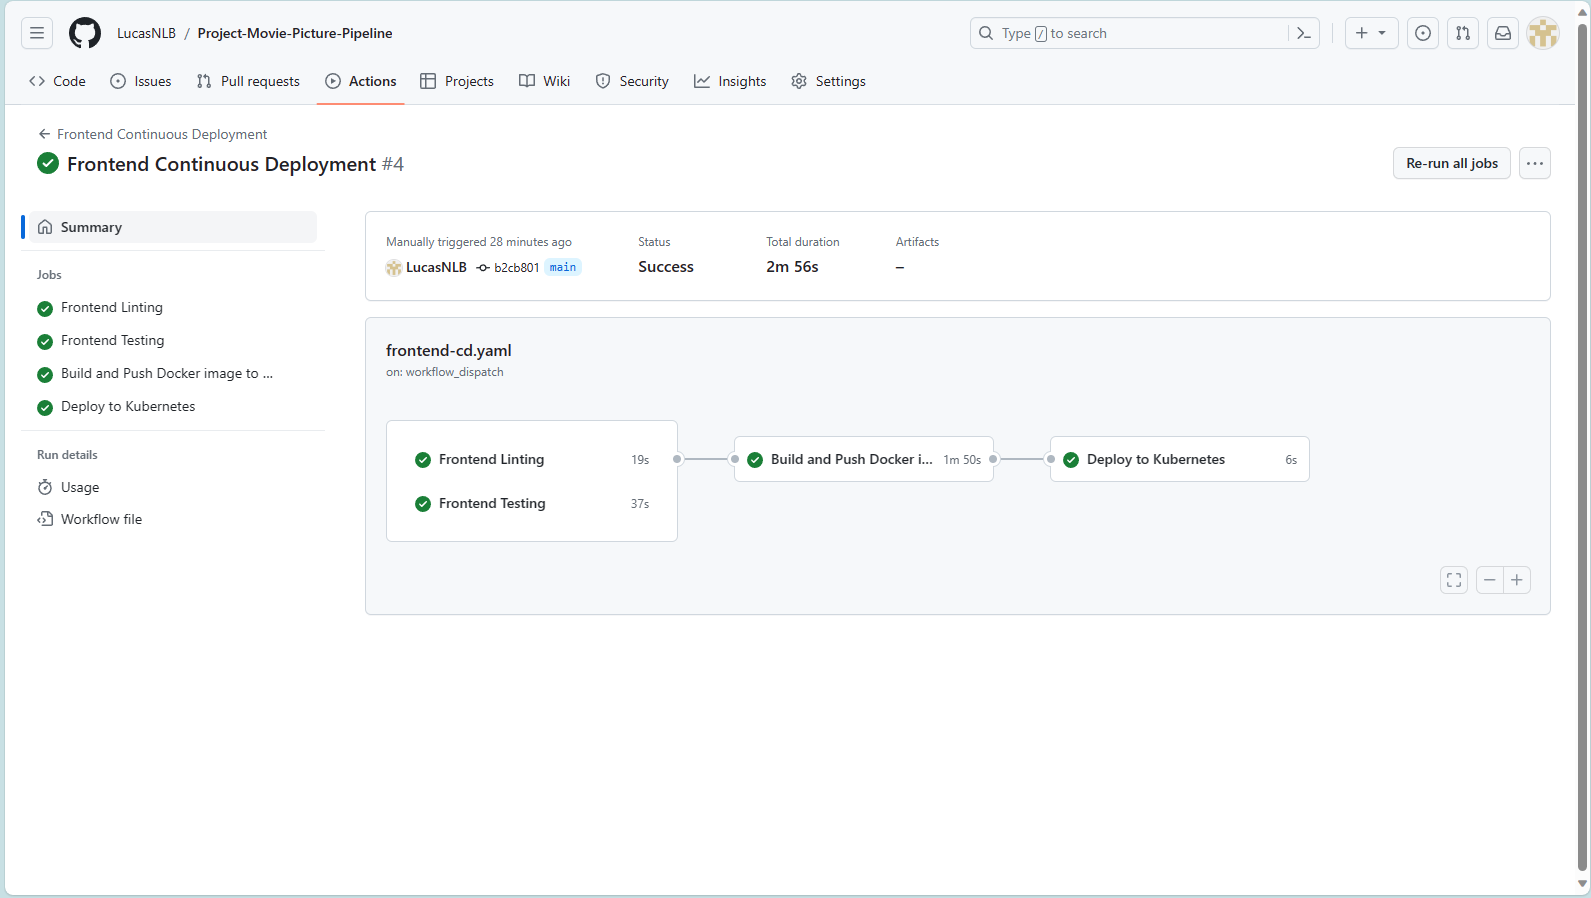 LucasNLB / Project-Movie-Picture-Pipeline
Type / to search
Code Issues Pull requests Actions Projects Wiki Security Insights Settings
Frontend Continuous Deployment
Frontend Continuous Deployment #4
Re-run all jobs
Summary
Jobs
Frontend Linting
Frontend Testing
Build and Push Docker image to ...
Deploy to Kubernetes
Run details
Usage
Workflow file
Manually triggered 28 minutes ago
LucasNLB b2cb801 main
Status
Success
Total duration
2m 56s
Artifacts
–
frontend-cd.yaml
on: workflow_dispatch
Frontend Linting 19s
Frontend Testing 37s
Build and Push Docker i... 1m 50s
Deploy to Kubernetes 6s